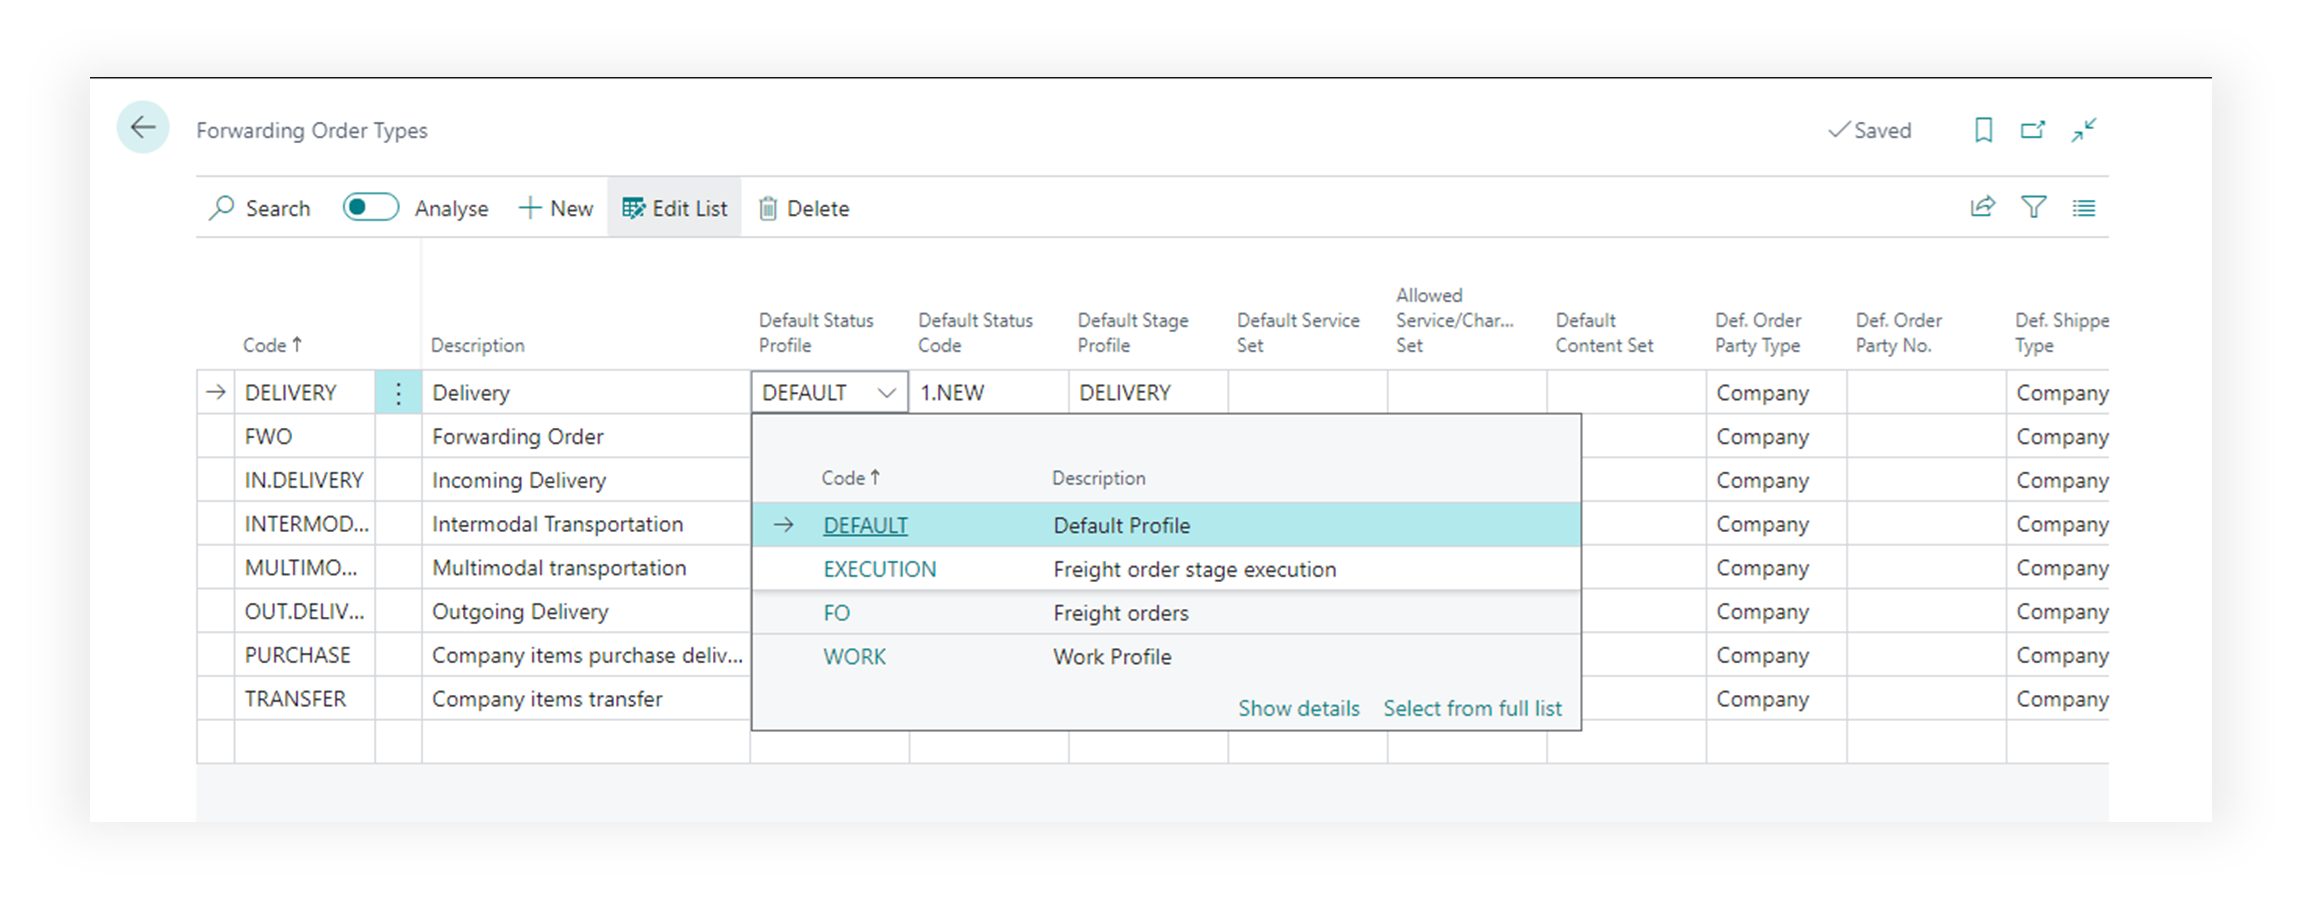 Forwarding Order Types
Saved
Search Analyse New Edit List Delete
Code ↑ Description Default Status Profile Default Status Code Default Stage Profile Default Service Set Allowed Service/Char... Set Default Content Set Def. Order Party Type Def. Order Party No. Def. Shippe Type
DELIVERY Delivery DEFAULT 1.NEW DELIVERY Company Company
FWO Forwarding Order Company Company
IN.DELIVERY Incoming Delivery Company Company
INTERMOD... Intermodal Transportation Company Company
MULTIMO... Multimodal transportation Company Company
OUT.DELIV... Outgoing Delivery Company Company
PURCHASE Company items purchase deliv... Company Company
TRANSFER Company items transfer Company Company
Code ↑ Description
DEFAULT Default Profile
EXECUTION Freight order stage execution
FO Freight orders
WORK Work Profile
Show details Select from full list